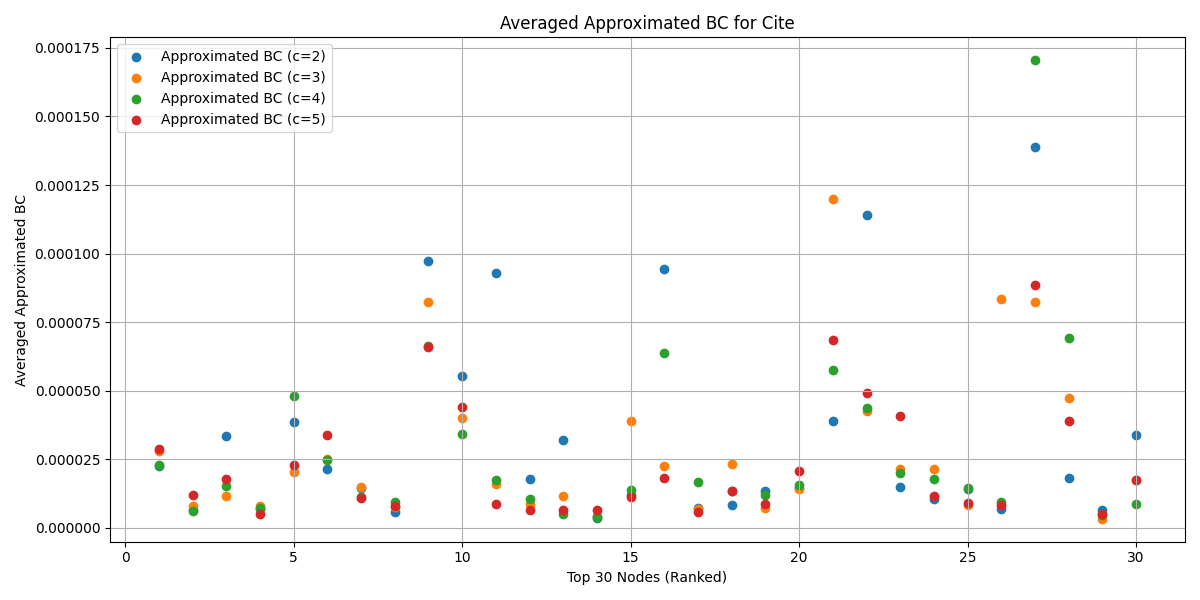 Averaged Approximated BC for Cite
Approximated BC (c=2)
Approximated BC (c=3)
Approximated BC (c=4)
Approximated BC (c=5)
Averaged Approximated BC
0.000175
0.000150
0.000125
0.000100
0.000075
0.000050
0.000025
0.000000
0 5 10 15 20 25 30
Top 30 Nodes (Ranked)